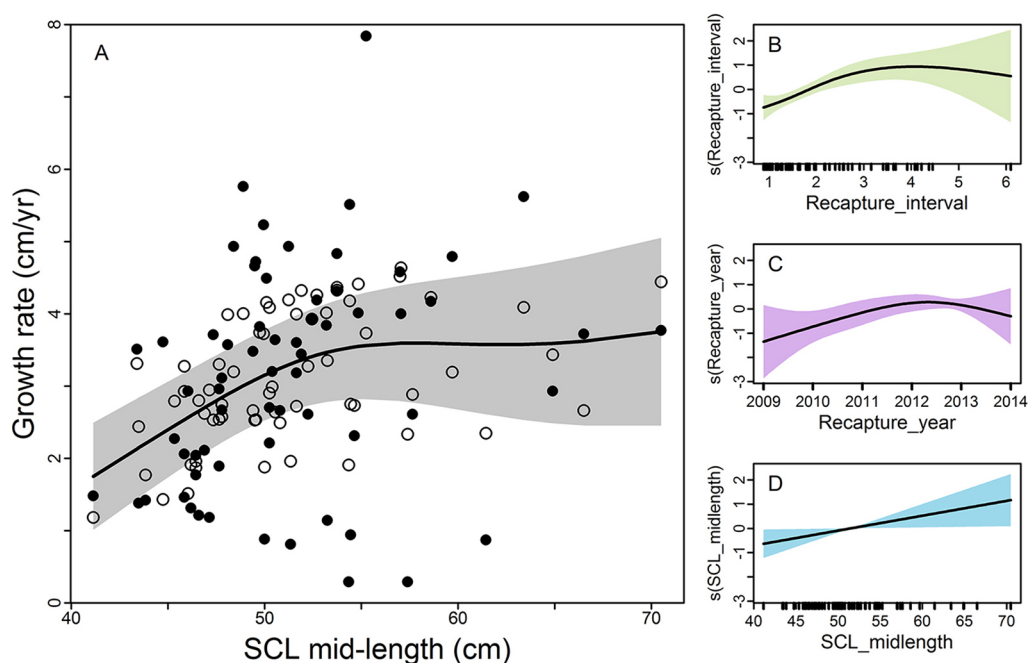 A
8
6
4
2
0
Growth rate (cm/yr)
40
50
60
70
SCL mid-length (cm)
B
2
1
0
-1
-3
s(Recapture_interval)
1 2 3 4 5 6
Recapture_interval
C
2
1
0
-1
-3
s(Recapture_year)
2009 2010 2011 2012 2013 2014
Recapture_year
D
2
1
0
-1
-3
s(SCL_midlength)
40 45 50 55 60 65 70
SCL_midlength